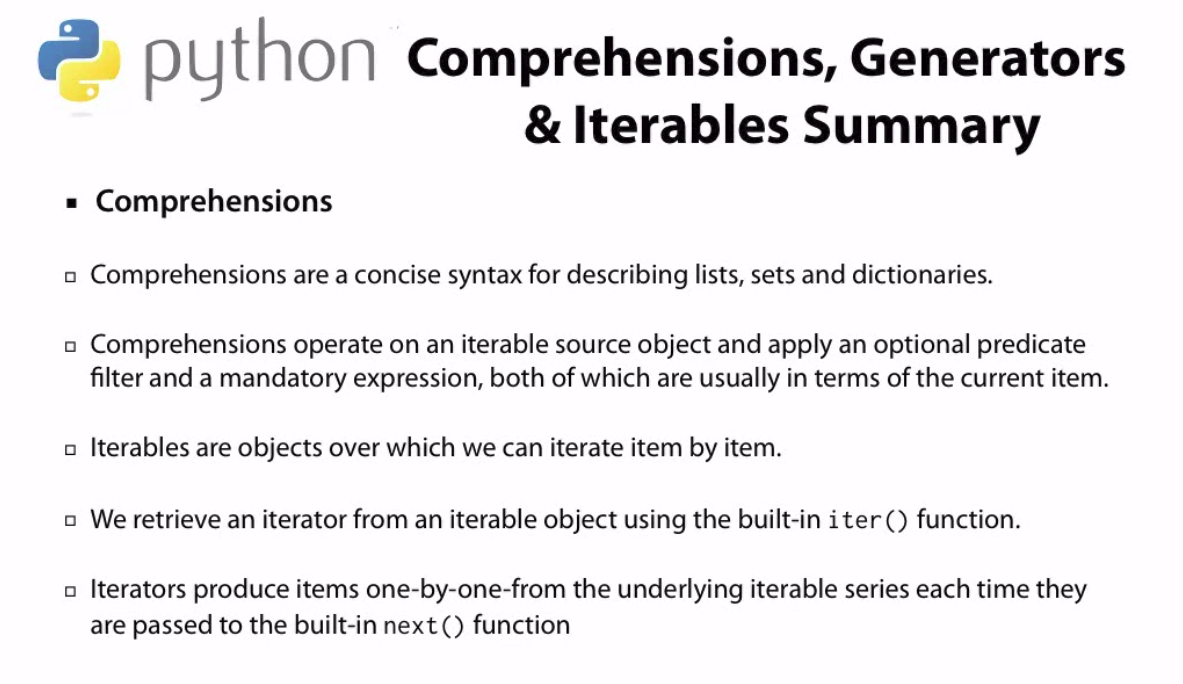 python
Comprehensions, Generators
& Iterables Summary
Comprehensions
Comprehensions are a concise syntax for describing lists, sets and dictionaries.
Comprehensions operate on an iterable source object and apply an optional predicate
filter and a mandatory expression, both of which are usually in terms of the current item.
Iterables are objects over which we can iterate item by item.
We retrieve an iterator from an iterable object using the built-in iter() function.
Iterators produce items one-by-one-from the underlying iterable series each time they
are passed to the built-in next() function